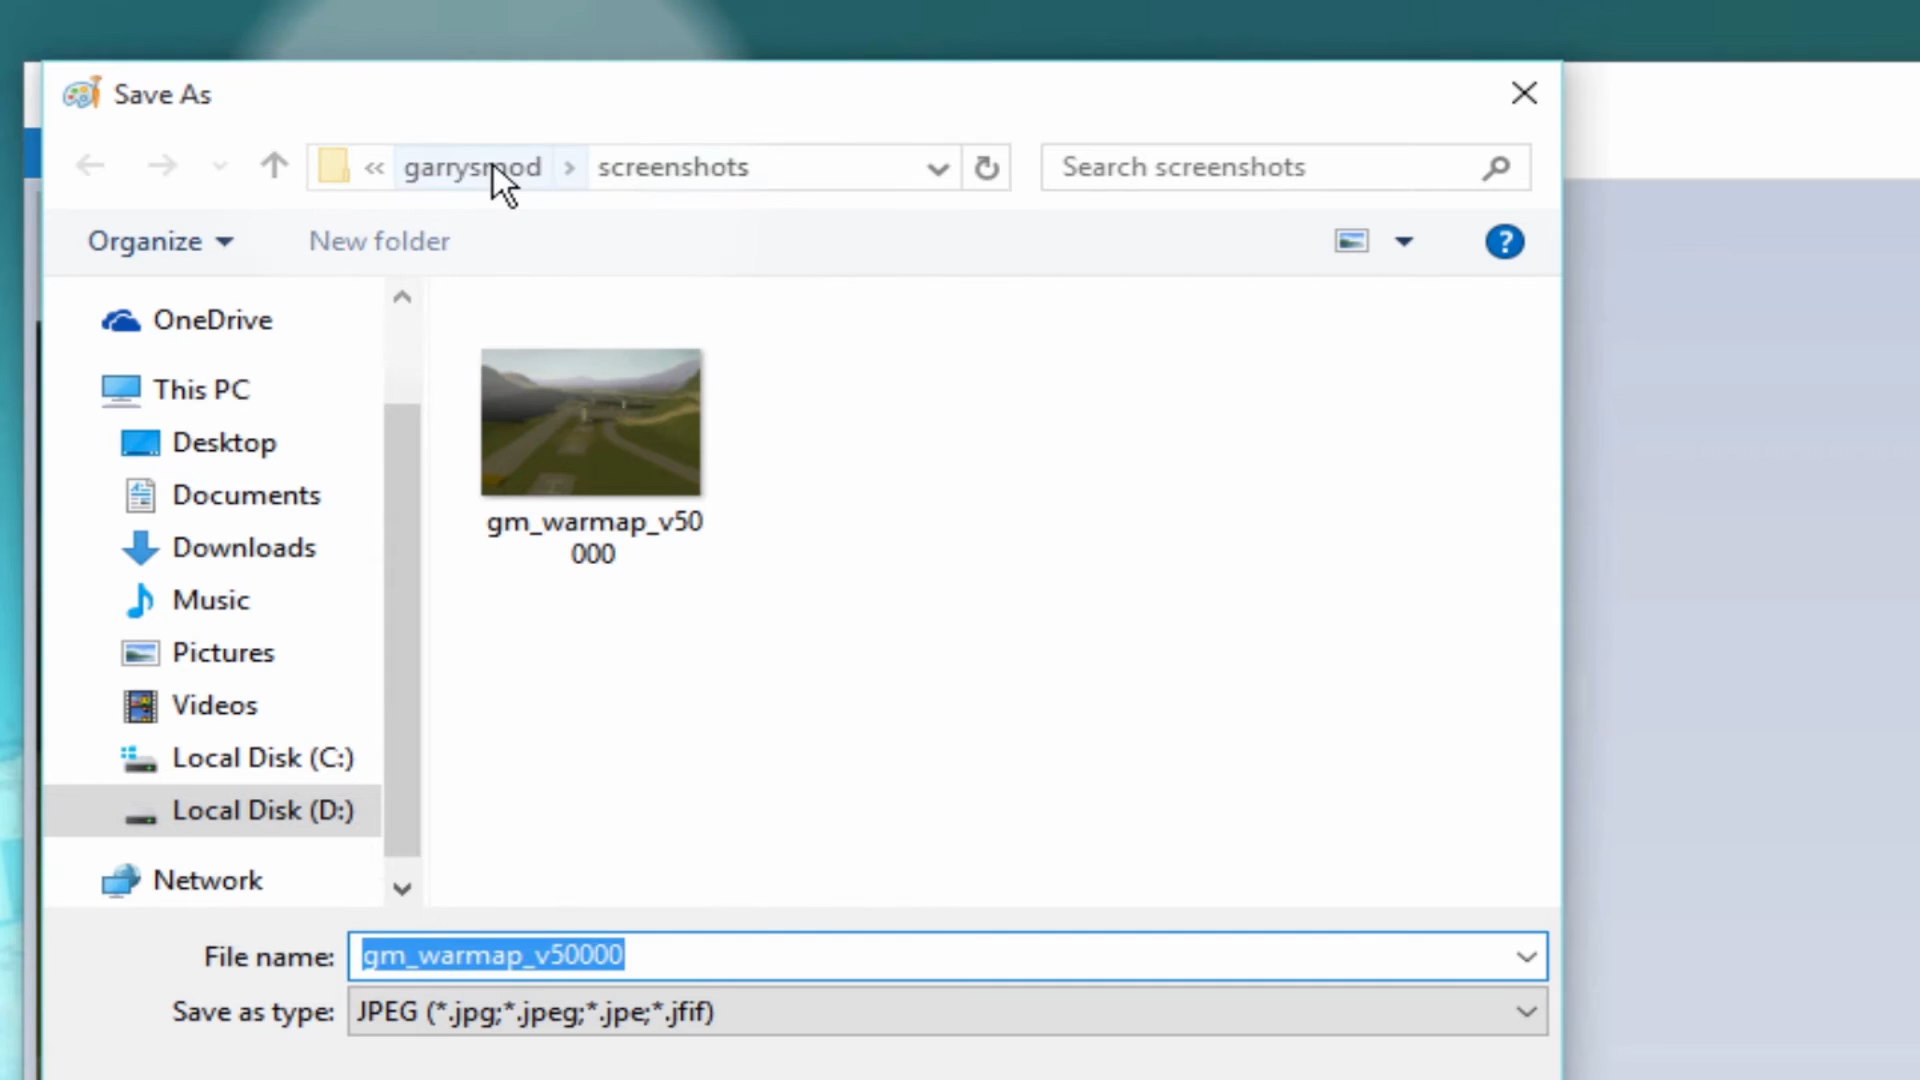 Save As
« garrysmod › screenshots
Search screenshots
Organize
New folder
?
OneDrive
This PC
Desktop
Documents
Downloads
Music
Pictures
Videos
Local Disk (C:)
Local Disk (D:)
Network
gm_warmap_v50
000
File name: gm_warmap_v50000
Save as type: JPEG (*.jpg;*.jpeg;*.jpe;*.jfif)